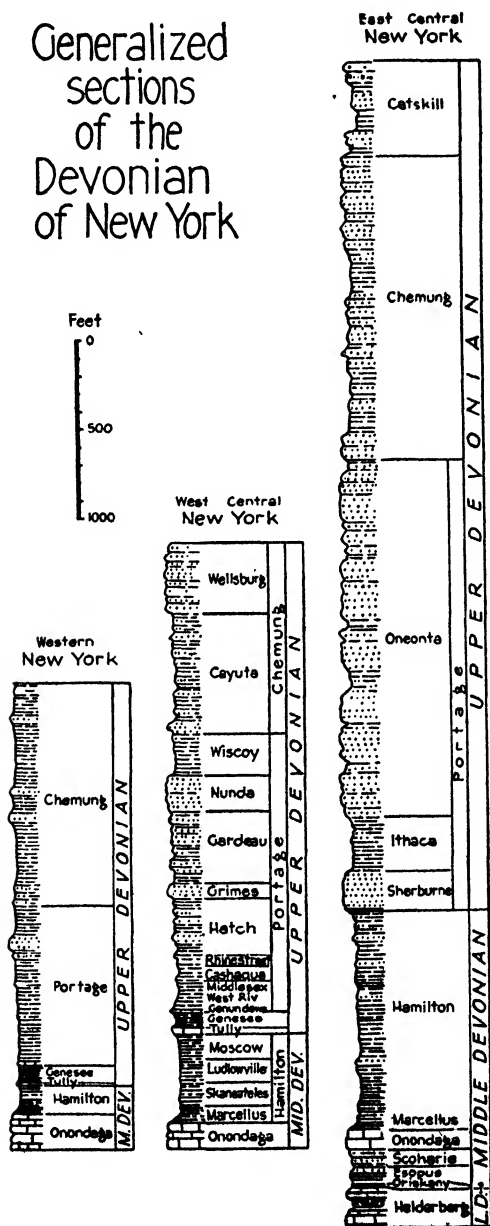 Generalized
sections
of the
Devonian
of New York
Feet
0
500
1000
Western
New York
Chemung
Portage
Genesee
Tully
Hamilton
Onondaga
UPPER DEVONIAN
M. DEV.
West Central
New York
Wellsburg
Cayuta
Wiscoy
Nunda
Gardeau
Grimes
Hatch
Rhinestreet
Cashaqua
Middlesex
West Riv
Genundewa
Genesee
Tully
Moscow
Ludlowville
Skaneateles
Marcellus
Onondaga
Chemung
Portage
Hamilton
UPPER DEVONIAN
MID. DEV.
East Central
New York
Catskill
Chemung
Oneonta
Ithaca
Sherburne
Hamilton
Marcellus
Onondaga
Scoharie
Esopus
Oriskany
Helderberg
Portage
UPPER DEVONIAN
MIDDLE DEVONIAN
L.D.